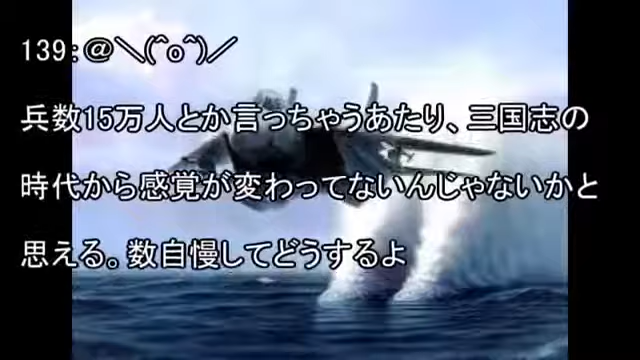 139:@＼(^o^)／
兵数15万人とか言っちゃうあたり、三国志の
時代から感覚が変わってないんじゃないかと
思える。数自慢してどうするよ